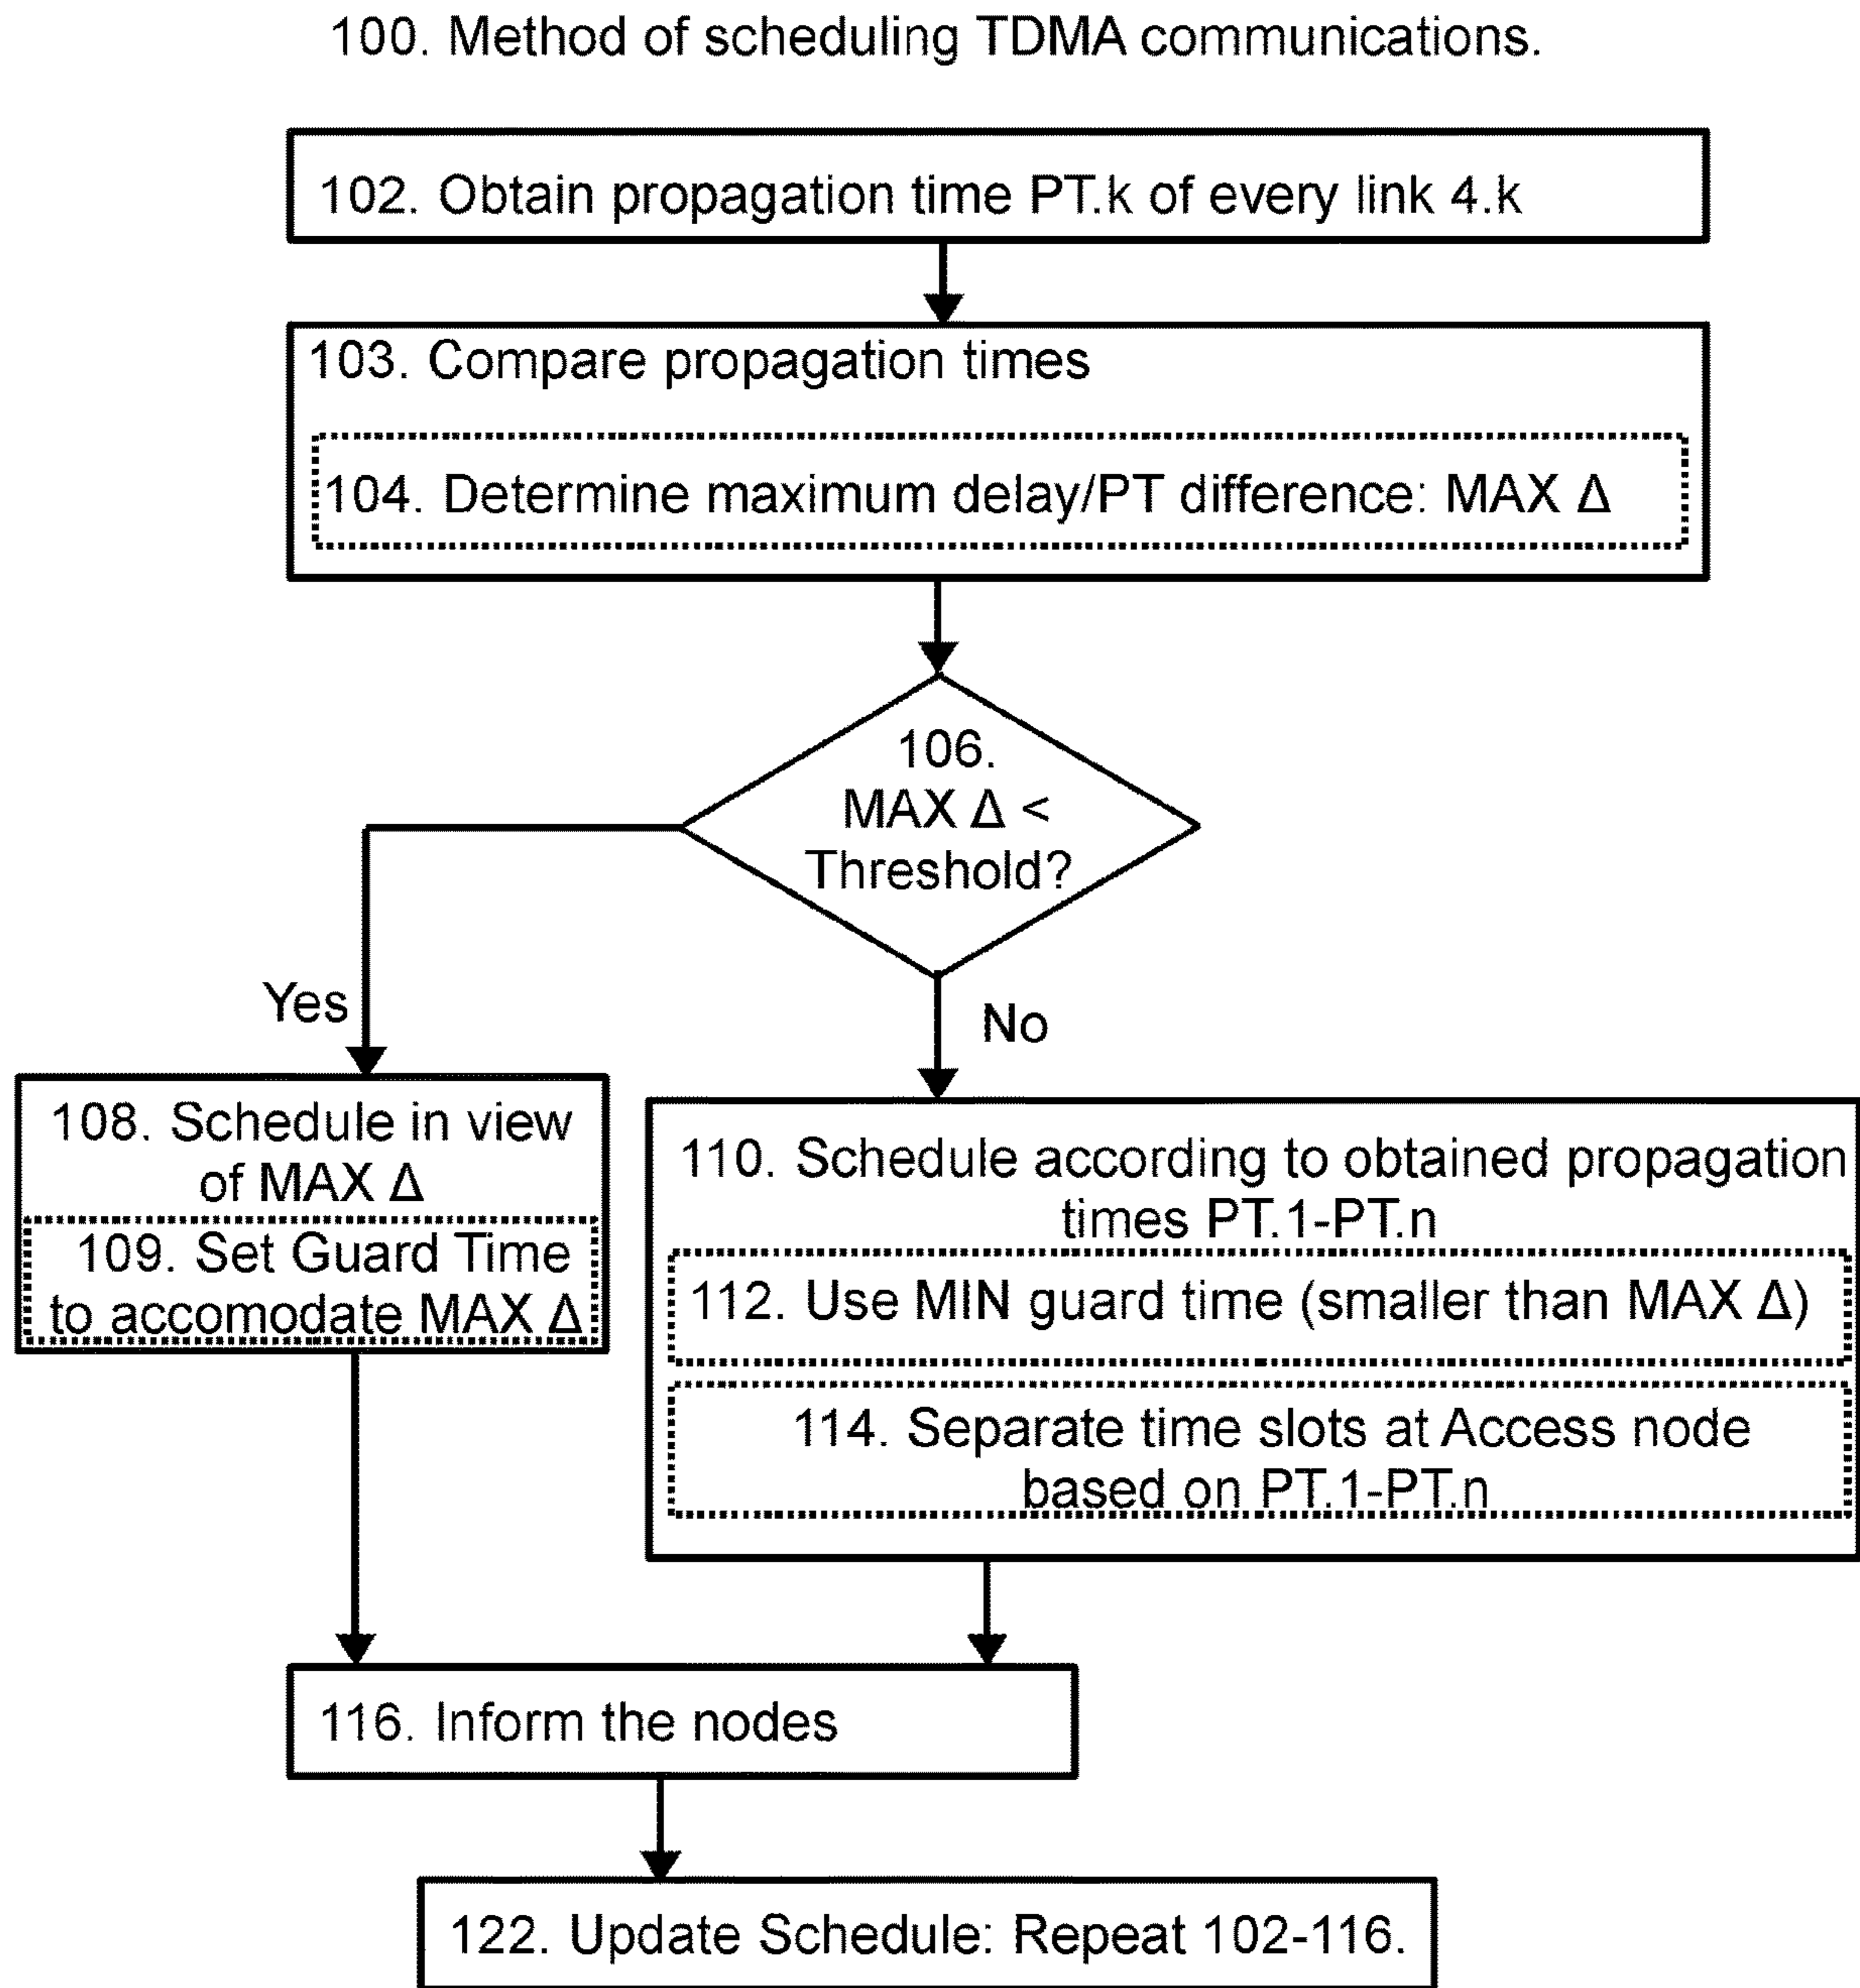 100. Method of scheduling TDMA communications.
102. Obtain propagation time PT.k of every link 4.k
103. Compare propagation times
104. Determine maximum delay/PT difference: MAX Δ
106.
MAX Δ <
Threshold?
Yes
No
108. Schedule in view
of MAX Δ
109. Set Guard Time
to accomodate MAX Δ
110. Schedule according to obtained propagation
times PT.1-PT.n
112. Use MIN guard time (smaller than MAX Δ)
114. Separate time slots at Access node
based on PT.1-PT.n
116. Inform the nodes
122. Update Schedule: Repeat 102-116.